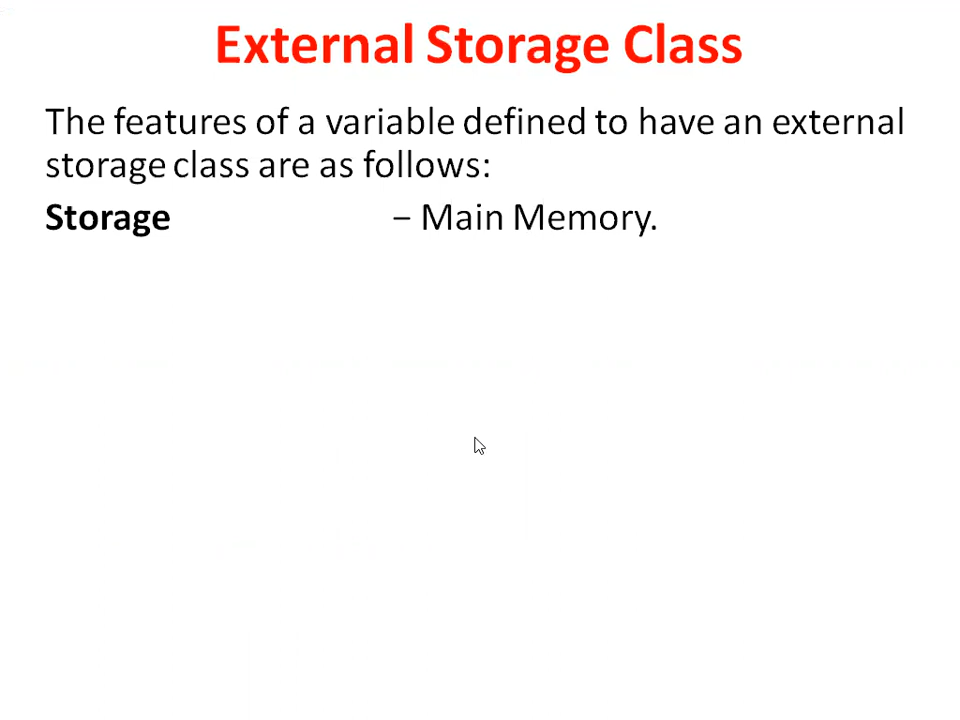 External Storage Class
The features of a variable defined to have an external
storage class are as follows:
Storage – Main Memory.